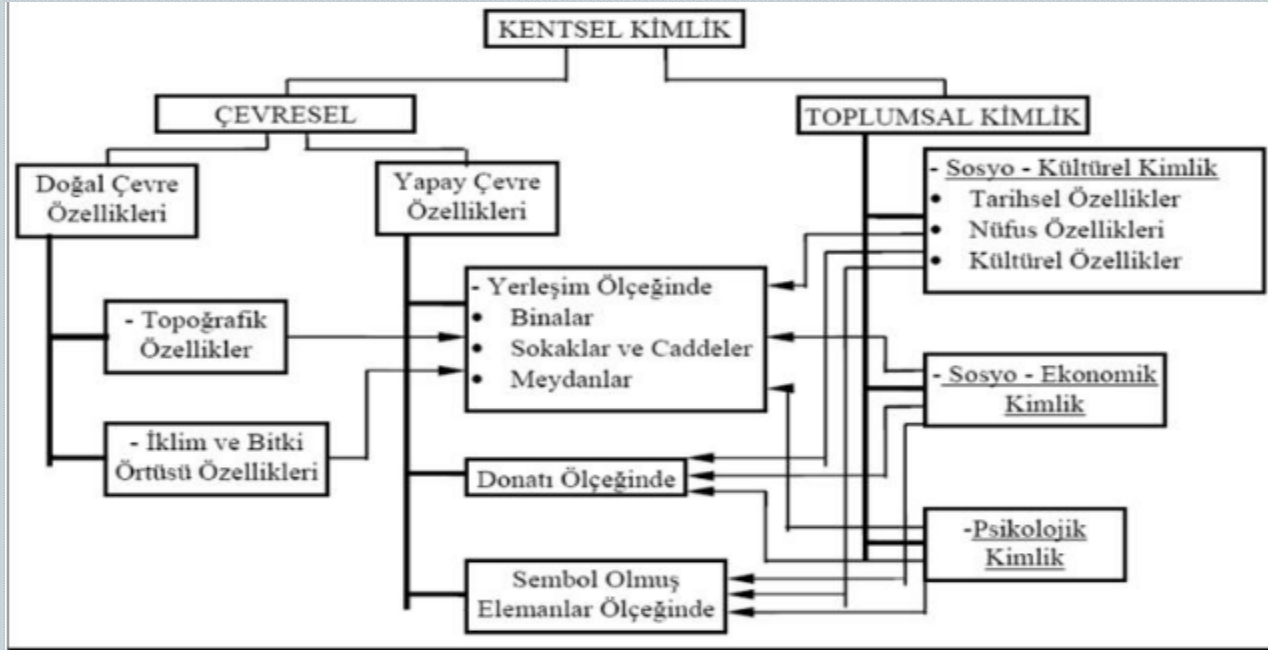 KENTSEL KİMLİK
ÇEVRESEL
TOPLUMSAL KİMLİK
Doğal Çevre
Özellikleri
Yapay Çevre
Özellikleri
- Sosyo - Kültürel Kimlik
• Tarihsel Özellikler
• Nüfus Özellikleri
• Kültürel Özellikler
- Topoğrafik
Özellikler
- Yerleşim Ölçeğinde
• Binalar
• Sokaklar ve Caddeler
• Meydanlar
- Sosyo - Ekonomik
Kimlik
- İklim ve Bitki
Örtüsü Özellikleri
Donatı Ölçeğinde
-Psikolojik
Kimlik
Sembol Olmuş
Elemanlar Ölçeğinde